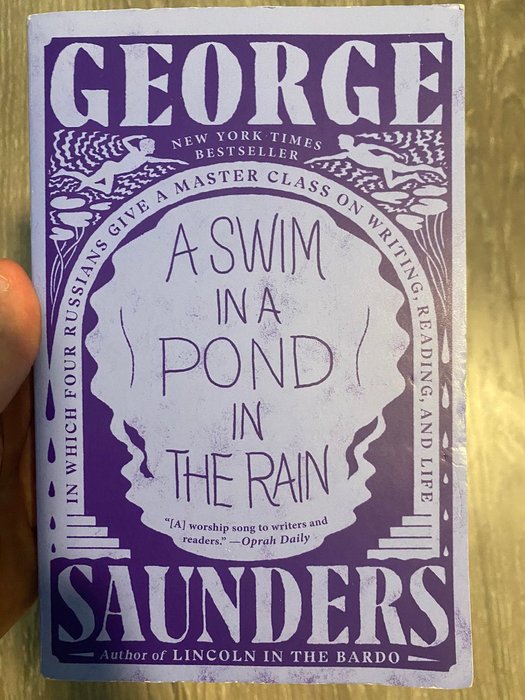 GEORGE
NEW YORK TIMES
BESTSELLER
IN WHICH FOUR RUSSIANS GIVE A MASTER CLASS ON WRITING, READING, AND LIFE
A SWIM
IN A
POND
IN
THE RAIN
“[A] worship song to writers and
readers.” —Oprah Daily
SAUNDERS
Author of LINCOLN IN THE BARDO